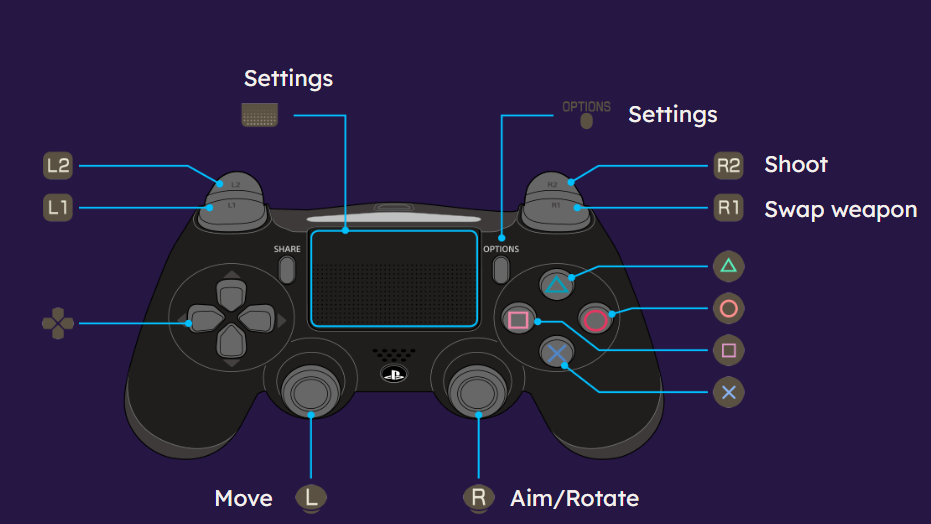 Settings
OPTIONS
Settings
L2
L2
R2
R2
Shoot
L1
L1
R1
R1
Swap weapon
SHARE
OPTIONS
Move
L
R
Aim/Rotate